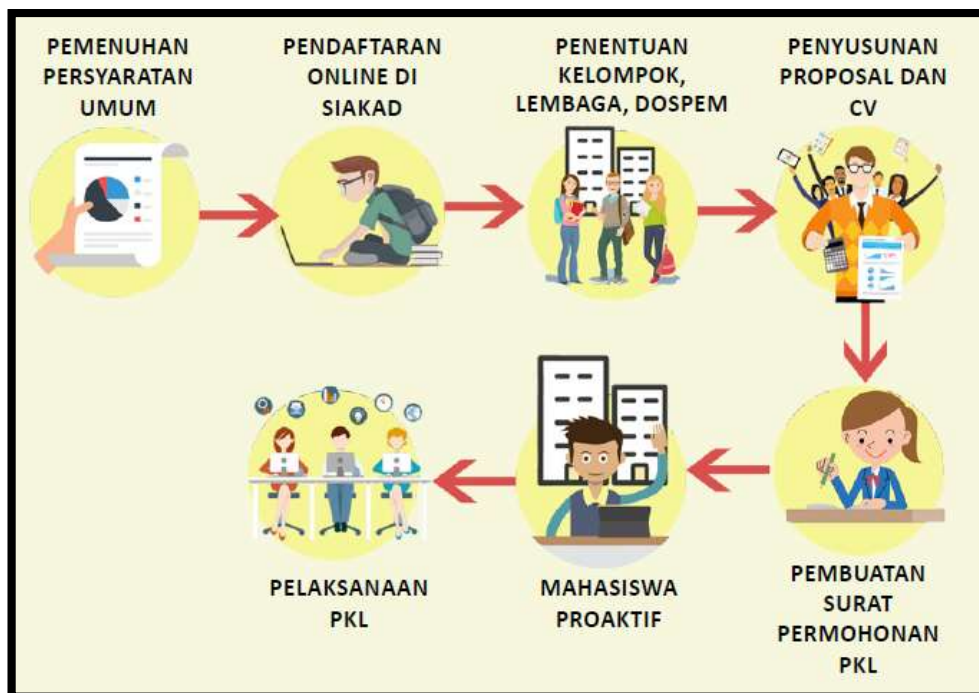 PEMENUHAN
PERSYARATAN
UMUM
PENDAFTARAN
ONLINE DI
SIAKAD
PENENTUAN
KELOMPOK,
LEMBAGA, DOSPEM
PENYUSUNAN
PROPOSAL DAN
CV
PEMBUATAN
SURAT
PERMOHONAN
PKL
MAHASISWA
PROAKTIF
PELAKSANAAN
PKL